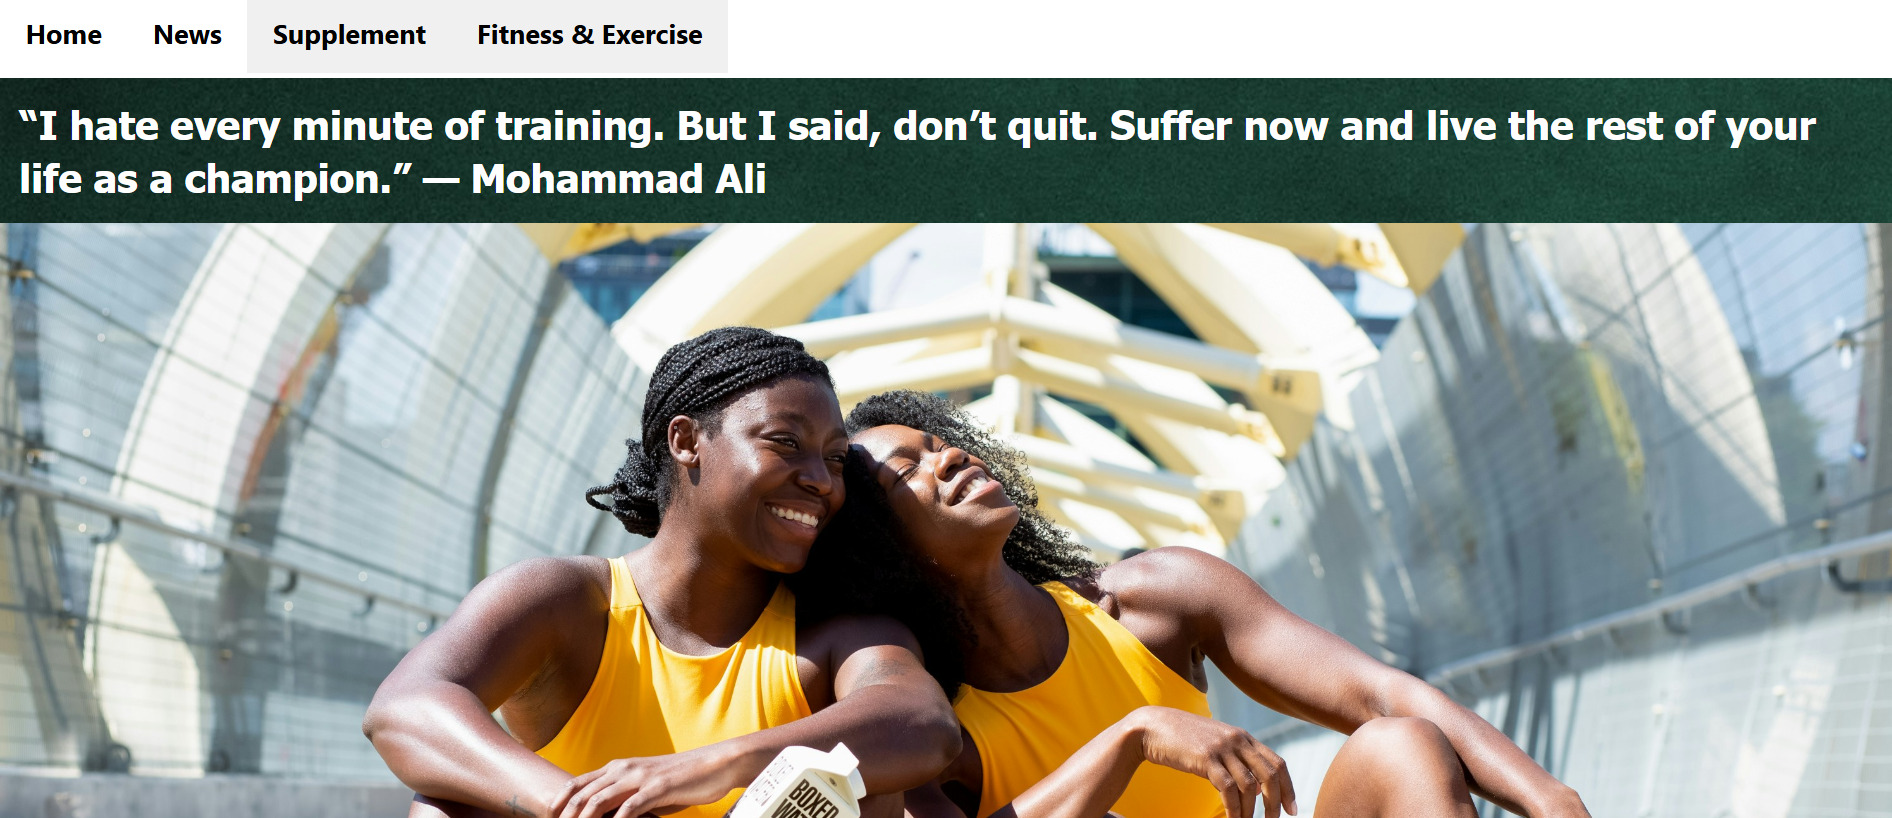 Home News Supplement Fitness & Exercise
“I hate every minute of training. But I said, don’t quit. Suffer now and live the rest of your
life as a champion.” — Mohammad Ali
BOXED